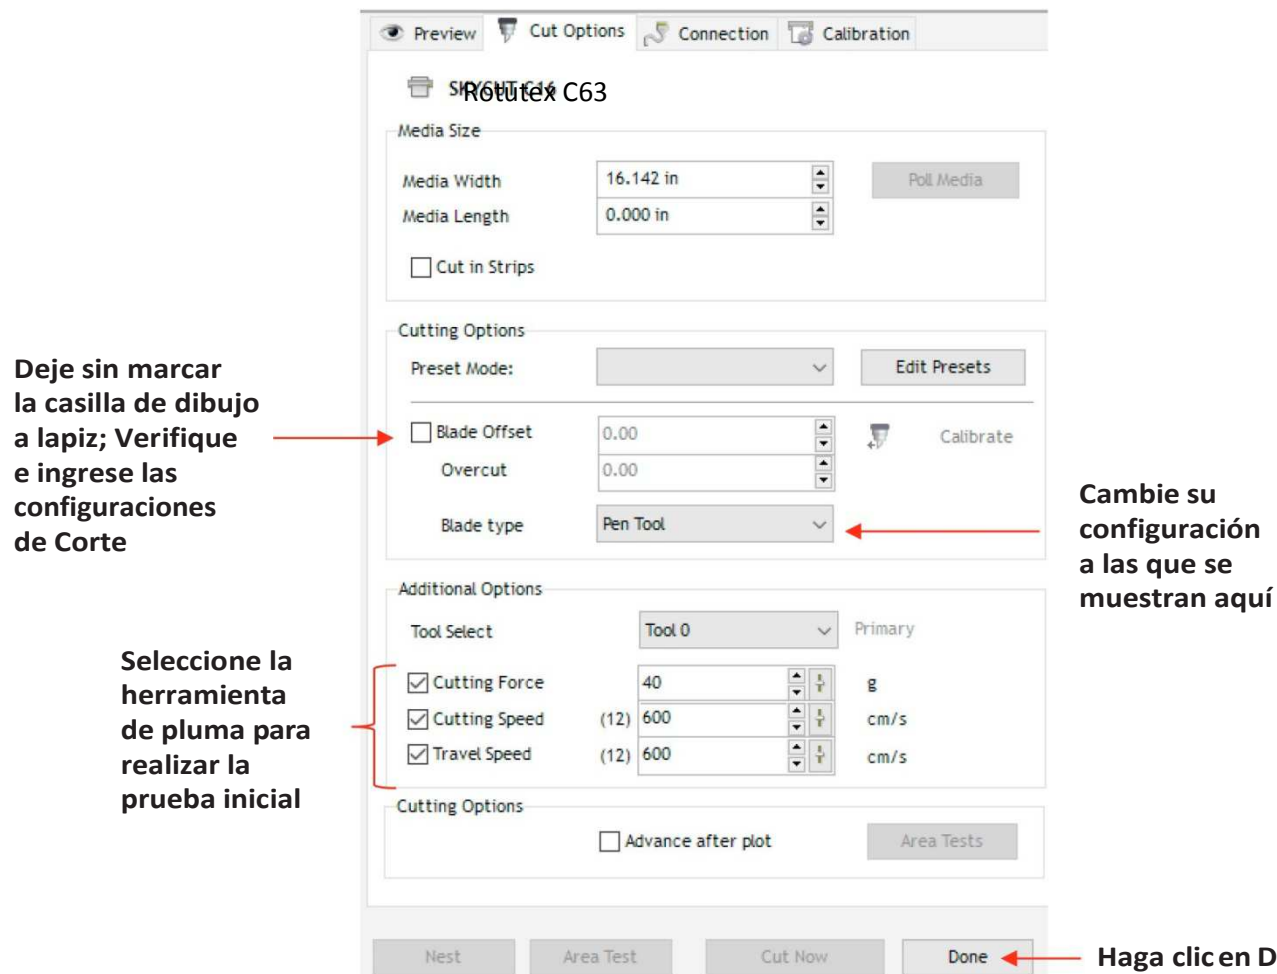 Preview Cut Options Connection Calibration
Rotutex C63
Media Size
Media Width 16.142 in Poll Media
Media Length 0.000 in
Cut in Strips
Cutting Options
Preset Mode: Edit Presets
Blade Offset 0.00 Calibrate
Overcut 0.00
Blade type Pen Tool
Additional Options
Tool Select Tool 0 Primary
Cutting Force 40 g
Cutting Speed (12) 600 cm/s
Travel Speed (12) 600 cm/s
Cutting Options
Advance after plot Area Tests
Nest Area Test Cut Now Done
Deje sin marcar
la casilla de dibujo
a lapiz; Verifique
e ingrese las
configuraciones
de Corte
Cambie su
configuración
a las que se
muestran aquí
Seleccione la
herramienta
de pluma para
realizar la
prueba inicial
Haga clic en D